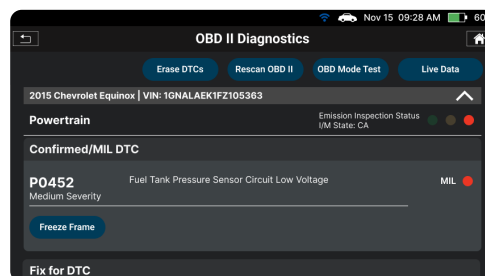 Nov 15 09:28 AM 60
OBD II Diagnostics
Erase DTCs Rescan OBD II OBD Mode Test Live Data
2015 Chevrolet Equinox | VIN: 1GNALAEK1FZ105363
Powertrain Emission Inspection Status
I/M State: CA
Confirmed/MIL DTC
P0452 Fuel Tank Pressure Sensor Circuit Low Voltage MIL
Medium Severity
Freeze Frame
Fix for DTC